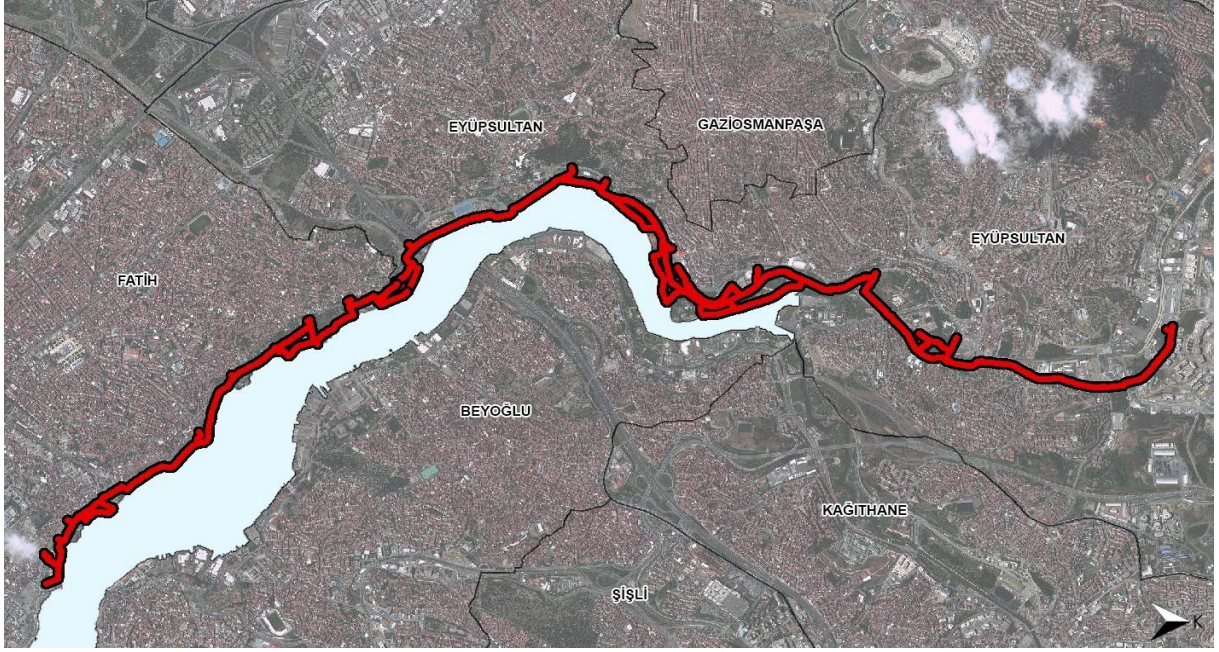 GAZİOSMANPAŞA
EYÜPSULTAN
EYÜPSULTAN
FATİH
BEYOĞLU
KAĞITHANE
ŞİŞLİ
K